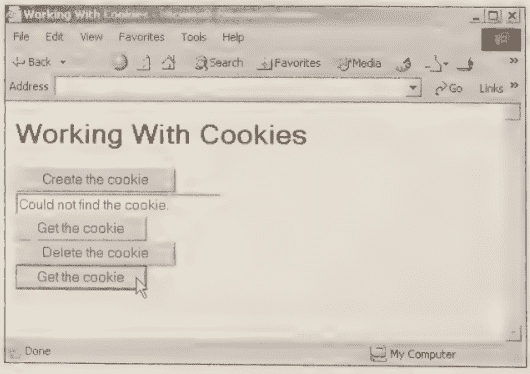 Working With Cookies
File Edit View Favorites Tools Help
Back Search Favorites Media »
Address Go Links »
Working With Cookies
Create the cookie
Could not find the cookie.
Get the cookie
Delete the cookie
Get the cookie
Done My Computer